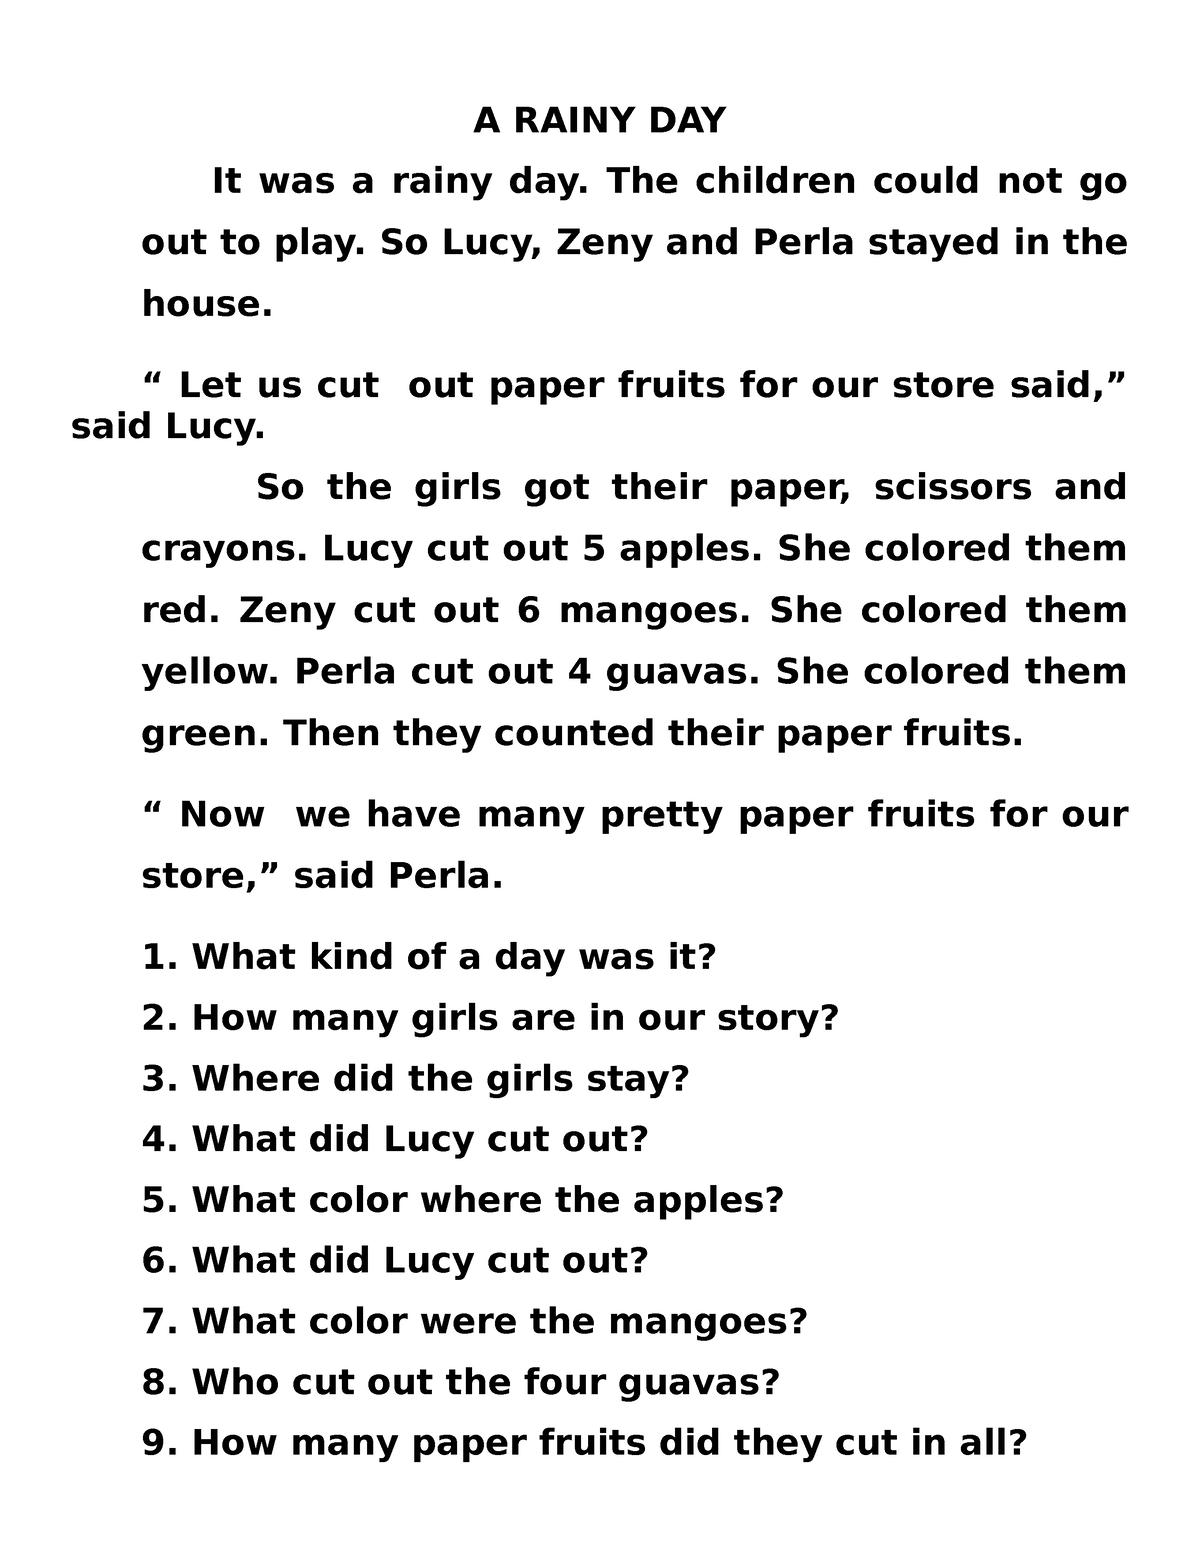 A RAINY DAY
It was a rainy day. The children could not go
out to play. So Lucy, Zeny and Perla stayed in the
house.
“ Let us cut  out paper fruits for our store said,”
said Lucy.
So the girls got their paper, scissors and
crayons. Lucy cut out 5 apples. She colored them
red. Zeny cut out 6 mangoes. She colored them
yellow. Perla cut out 4 guavas. She colored them
green. Then they counted their paper fruits.
“ Now  we have many pretty paper fruits for our
store,” said Perla.
1. What kind of a day was it?
2. How many girls are in our story?
3. Where did the girls stay?
4. What did Lucy cut out?
5. What color where the apples?
6. What did Lucy cut out?
7. What color were the mangoes?
8. Who cut out the four guavas?
9. How many paper fruits did they cut in all?